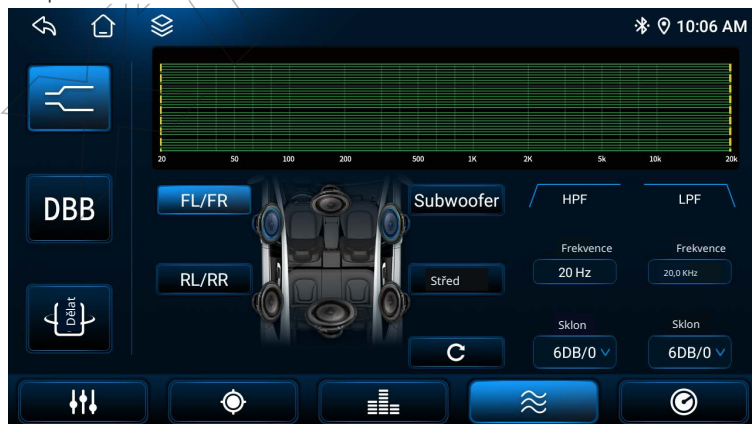 10:06 AM
20 50 100 200 500 1K 2K 5k 10k 20k
DBB
FL/FR
Subwoofer
HPF
LPF
Frekvence
Frekvence
20 Hz
20,0 KHz
RL/RR
Střed
Dělat
Sklon
Sklon
C
6DB/0
6DB/0